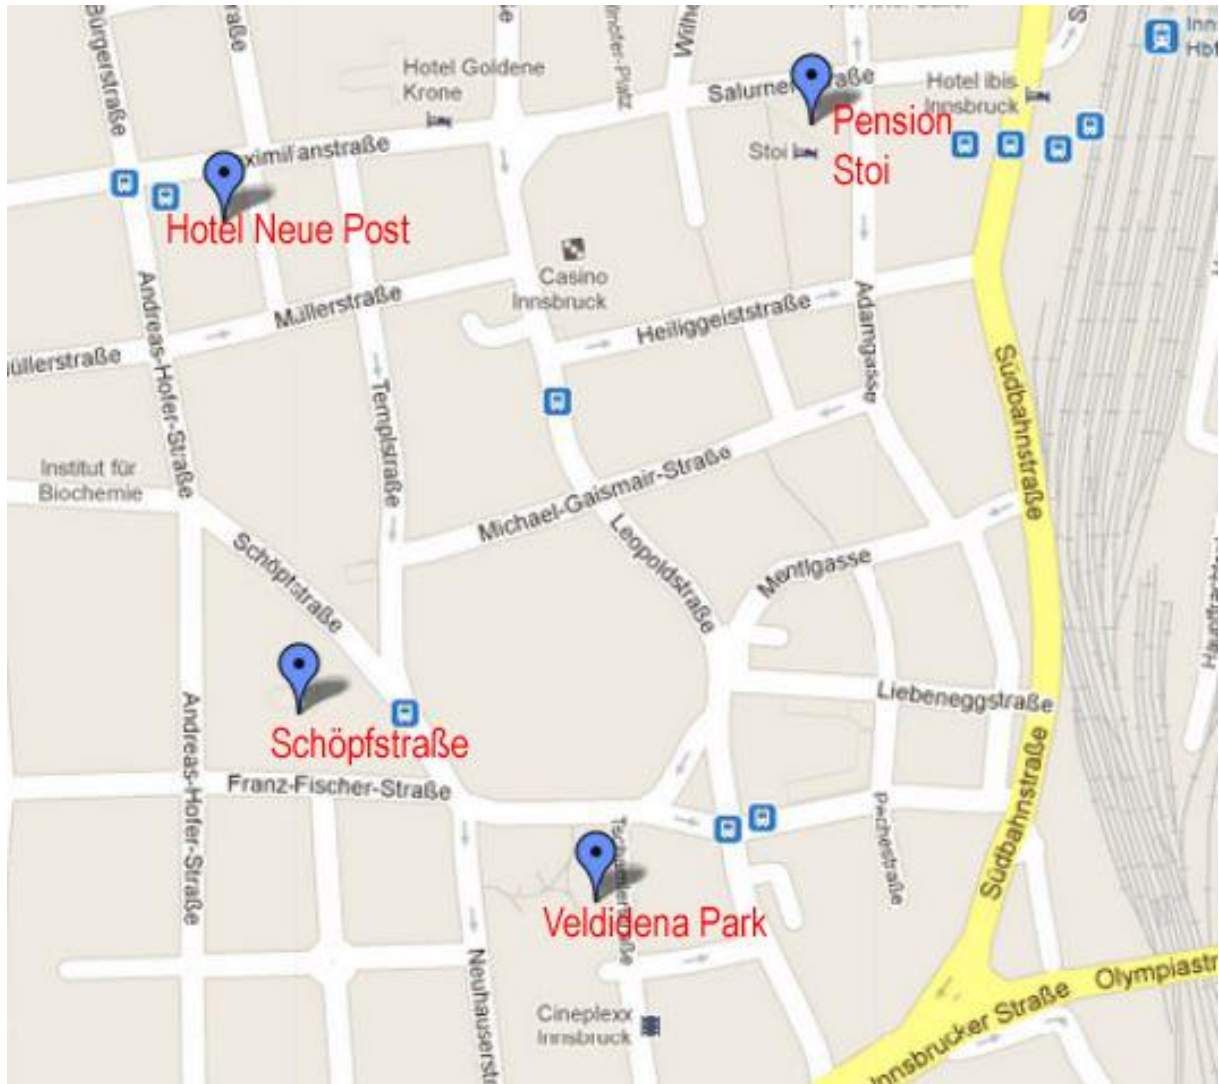 Bürgerstraße
Hotel Goldene
Krone
Salurner Straße
Hotel ibis
Innsbruck
Inn
Hbf
Pension
Stoi
Stoi
Maximilianstraße
Hotel Neue Post
Casino
Innsbruck
Müllerstraße
Müllerstraße
Heiliggeiststraße
Adamgasse
Andreas-Hofer-Straße
Templstraße
Südbahnstraße
Institut für
Biochemie
Michael-Gaismair-Straße
Schöpfstraße
Leopoldstraße
Mentlgasse
Liebeneggstraße
Schöpfstraße
Andreas-Hofer-Straße
Franz-Fischer-Straße
Südbahnstraße
Pechestraße
Veldidena Park
Neuhauserstr
Cineplexx
Innsbruck
Olympiastr
Innsbrucker Straße